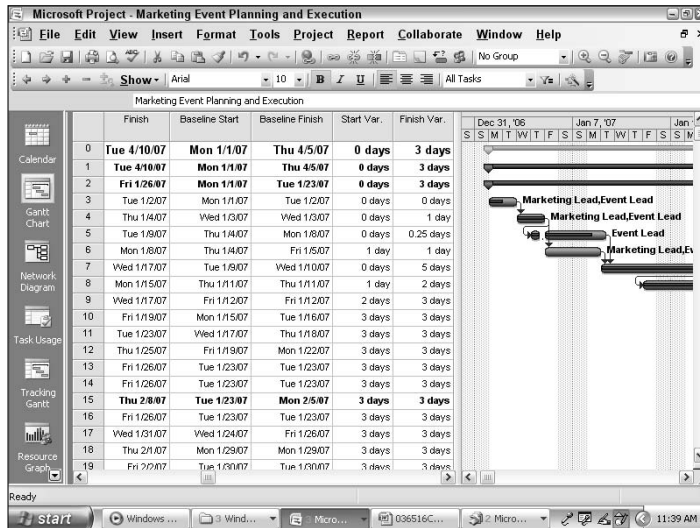 Microsoft Project - Marketing Event Planning and Execution
File Edit View Insert Format Tools Project Report Collaborate Window Help
No Group
Show Arial 10 B I U All Tasks
Marketing Event Planning and Execution
Finish Baseline Start Baseline Finish Start Var. Finish Var.
Dec 31, '06 Jan 7, '07 Jan
S S M T W T F S S M T W T F S S M
0 Tue 4/10/07 Mon 1/1/07 Thu 4/5/07 0 days 3 days
1 Tue 4/10/07 Mon 1/1/07 Thu 4/5/07 0 days 3 days
2 Fri 1/26/07 Mon 1/1/07 Tue 1/23/07 0 days 3 days
3 Tue 1/2/07 Mon 1/1/07 Tue 1/2/07 0 days 0 days Marketing Lead,Event Lead
4 Thu 1/4/07 Wed 1/3/07 Wed 1/3/07 0 days 1 day Marketing Lead,Event Lead
5 Tue 1/9/07 Thu 1/4/07 Mon 1/8/07 0 days 0.25 days Event Lead
6 Mon 1/8/07 Thu 1/4/07 Fri 1/5/07 1 day 1 day Marketing Lead,Ev
7 Wed 1/17/07 Tue 1/9/07 Wed 1/10/07 0 days 5 days
8 Mon 1/15/07 Thu 1/11/07 Thu 1/11/07 1 day 2 days
9 Wed 1/17/07 Fri 1/12/07 Fri 1/12/07 2 days 3 days
10 Fri 1/19/07 Mon 1/15/07 Tue 1/16/07 3 days 3 days
11 Tue 1/23/07 Wed 1/17/07 Thu 1/18/07 3 days 3 days
12 Thu 1/25/07 Fri 1/19/07 Mon 1/22/07 3 days 3 days
13 Fri 1/26/07 Tue 1/23/07 Tue 1/23/07 3 days 3 days
14 Fri 1/26/07 Tue 1/23/07 Tue 1/23/07 3 days 3 days
15 Thu 2/8/07 Tue 1/23/07 Mon 2/5/07 3 days 3 days
16 Fri 1/26/07 Tue 1/23/07 Tue 1/23/07 3 days 3 days
17 Wed 1/31/07 Wed 1/24/07 Fri 1/26/07 3 days 3 days
18 Thu 2/1/07 Mon 1/29/07 Mon 1/29/07 3 days 3 days
19 Fri 2/2/07 Tue 1/30/07 Tue 1/30/07 3 days 3 days
Calendar
Gantt
Chart
Network
Diagram
Task Usage
Tracking
Gantt
Resource
Graph
Ready
start Windows ... 3 Wind... 3 Micro... 036516C... 2 Micro... 11:39 AM